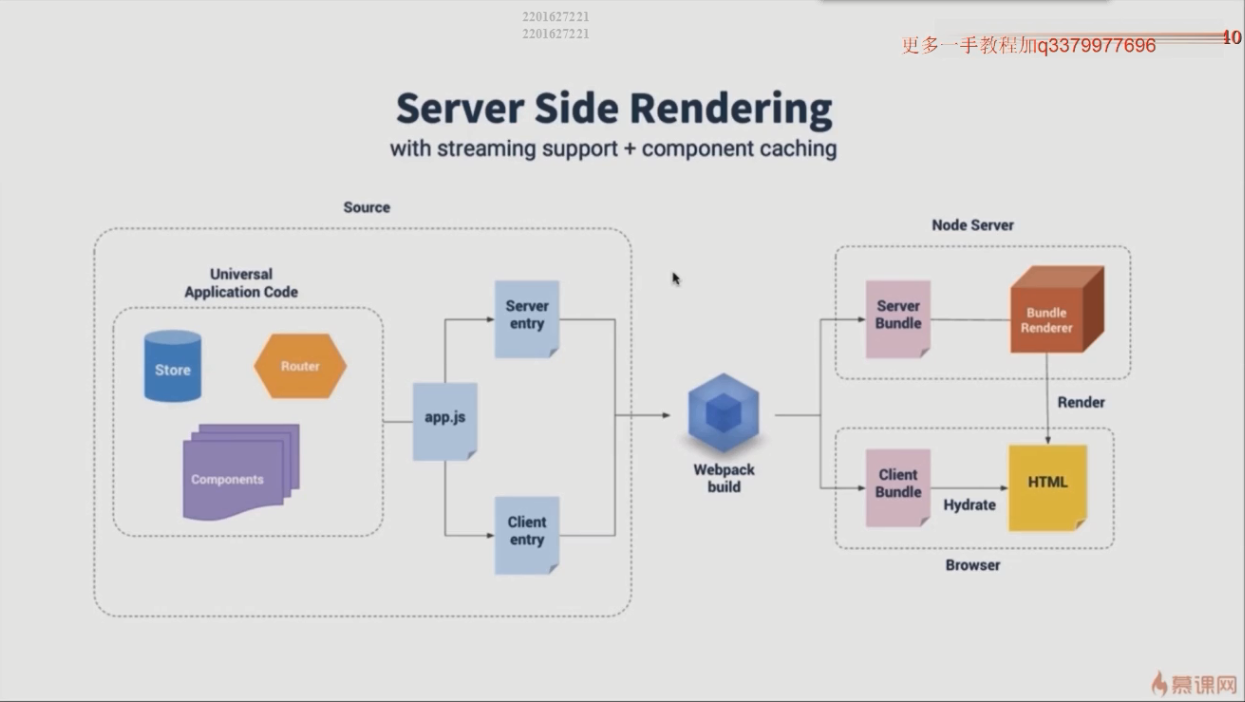 2201627221
2201627221
更多一手教程加q3379977696
40
Server Side Rendering
with streaming support + component caching
Source
Universal
Application Code
Store
Router
Components
app.js
Server
entry
Client
entry
Webpack
build
Node Server
Server
Bundle
Bundle
Renderer
Render
Client
Bundle
Hydrate
HTML
Browser
慕课网